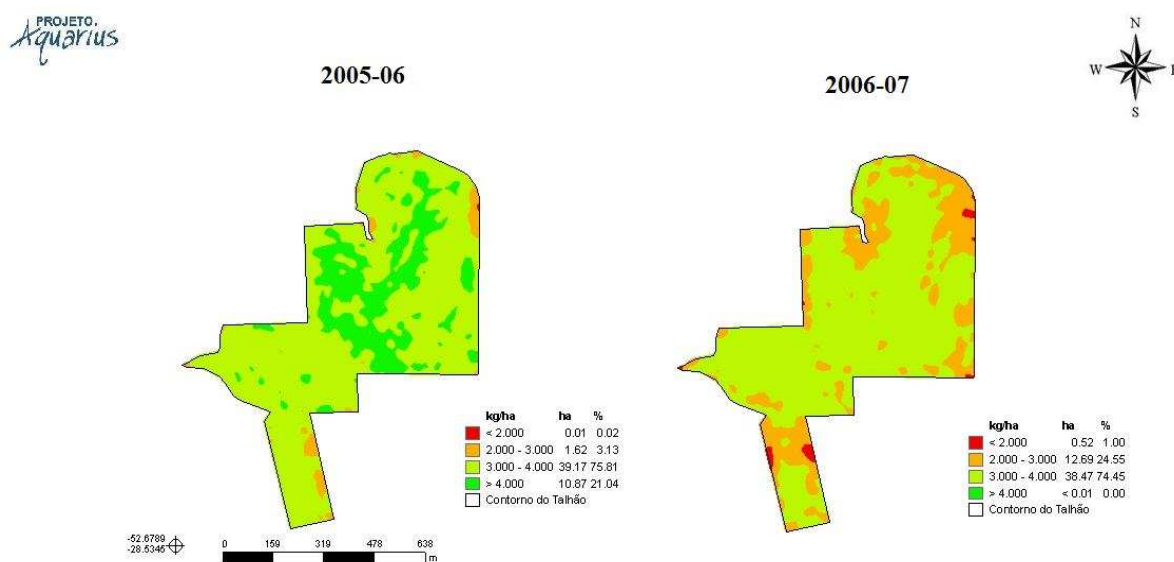 PROJETO.
Aquarius
2005-06
2006-07
N
W
E
S
kg/ha ha %
< 2.000 0.01 0.02
2.000 - 3.000 1.62 3.13
3.000 - 4.000 39.17 75.81
> 4.000 10.87 21.04
Contorno do Talhão
kg/ha ha %
< 2.000 0.52 1.00
2.000 - 3.000 12.69 24.55
3.000 - 4.000 38.47 74.45
> 4.000 < 0.01 0.00
Contorno do Talhão
-52.6789
-28.5345
0 159 319 478 638
m